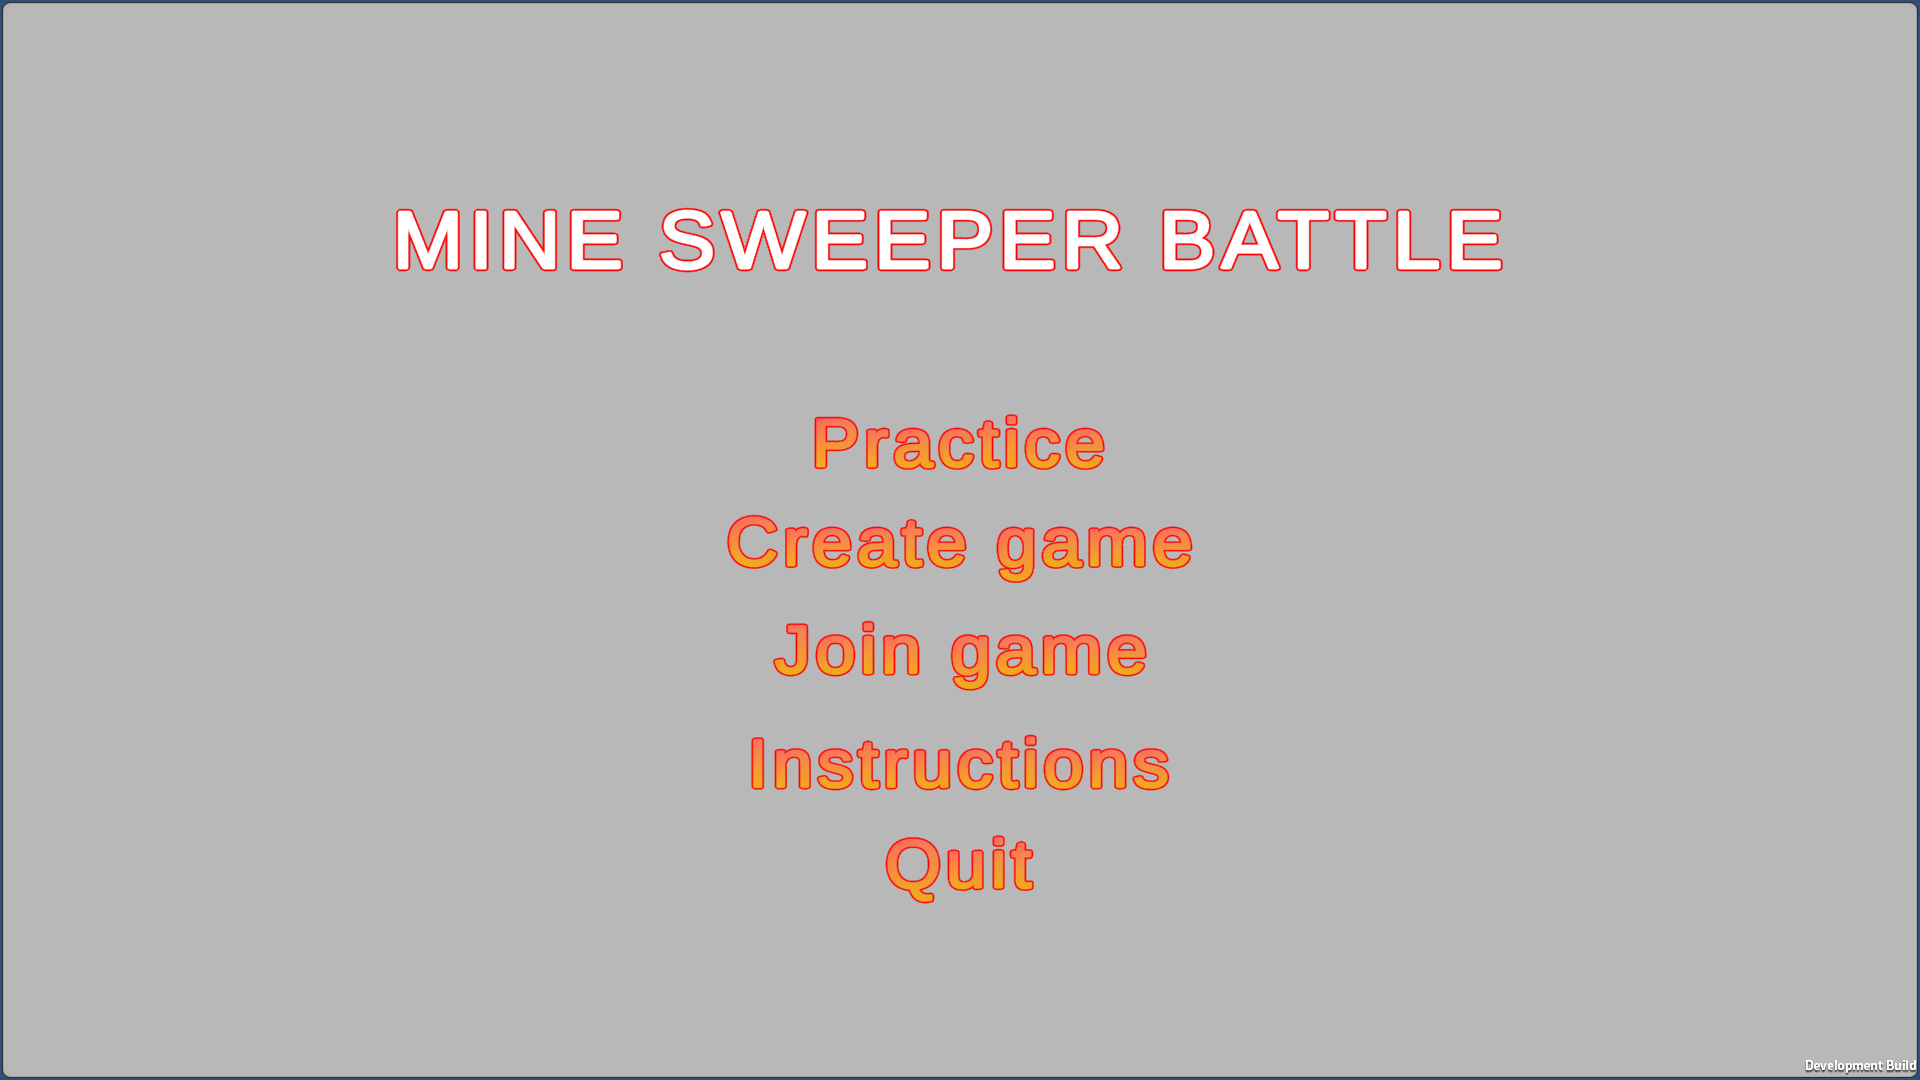 MINE SWEEPER BATTLE
Practice
Create game
Join game
Instructions
Quit
Development Build